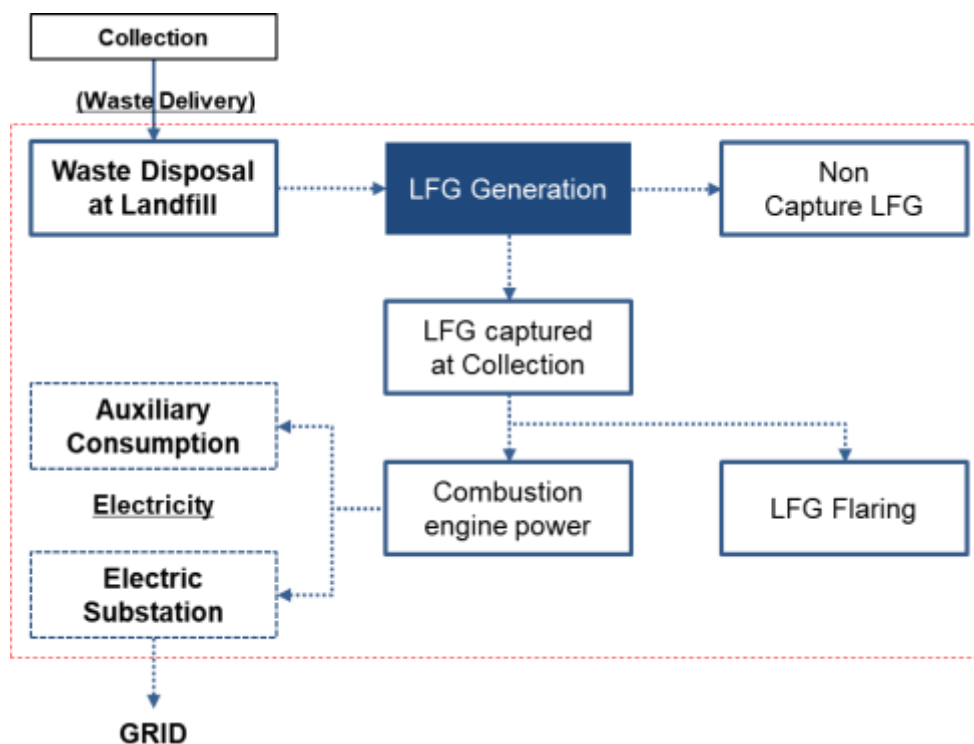 Collection
(Waste Delivery)
Waste Disposal
at Landfill
LFG Generation
Non
Capture LFG
LFG captured
at Collection
Auxiliary
Consumption
Electricity
Combustion
engine power
LFG Flaring
Electric
Substation
GRID